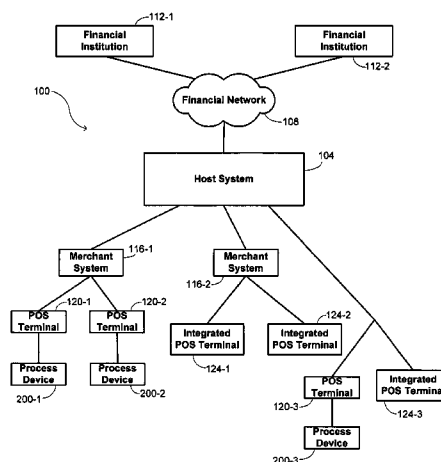 112-1
Financial
Institution
Financial
Institution
112-2
100
Financial Network
108
104
Host System
Merchant
System
116-1
Merchant
System
116-2
120-1
POS
Terminal
120-2
POS
Terminal
124-2
Integrated
POS Terminal
124-1
Integrated
POS Terminal
Process
Device
200-1
Process
Device
200-2
POS
Terminal
120-3
Integrated
POS Terminal
124-3
Process
Device
200-3